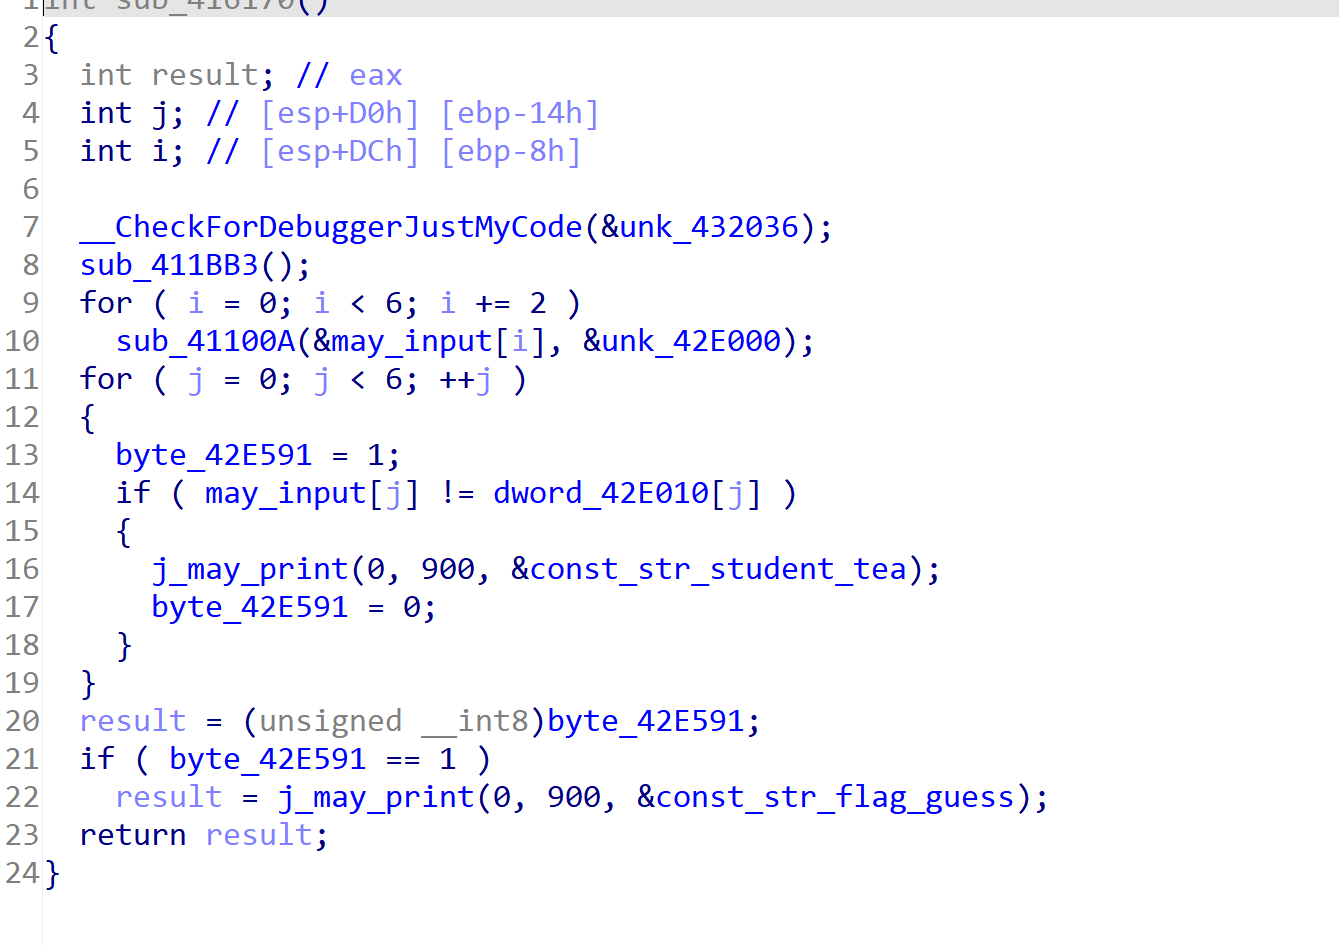 1int sub_416170()
2{
3  int result; // eax
4  int j; // [esp+D0h] [ebp-14h]
5  int i; // [esp+DCh] [ebp-8h]
6
7  __CheckForDebuggerJustMyCode(&unk_432036);
8  sub_411BB3();
9  for ( i = 0; i < 6; i += 2 )
10    sub_41100A(&may_input[i], &unk_42E000);
11  for ( j = 0; j < 6; ++j )
12  {
13    byte_42E591 = 1;
14    if ( may_input[j] != dword_42E010[j] )
15    {
16      j_may_print(0, 900, &const_str_student_tea);
17      byte_42E591 = 0;
18    }
19  }
20  result = (unsigned __int8)byte_42E591;
21  if ( byte_42E591 == 1 )
22    result = j_may_print(0, 900, &const_str_flag_guess);
23  return result;
24}